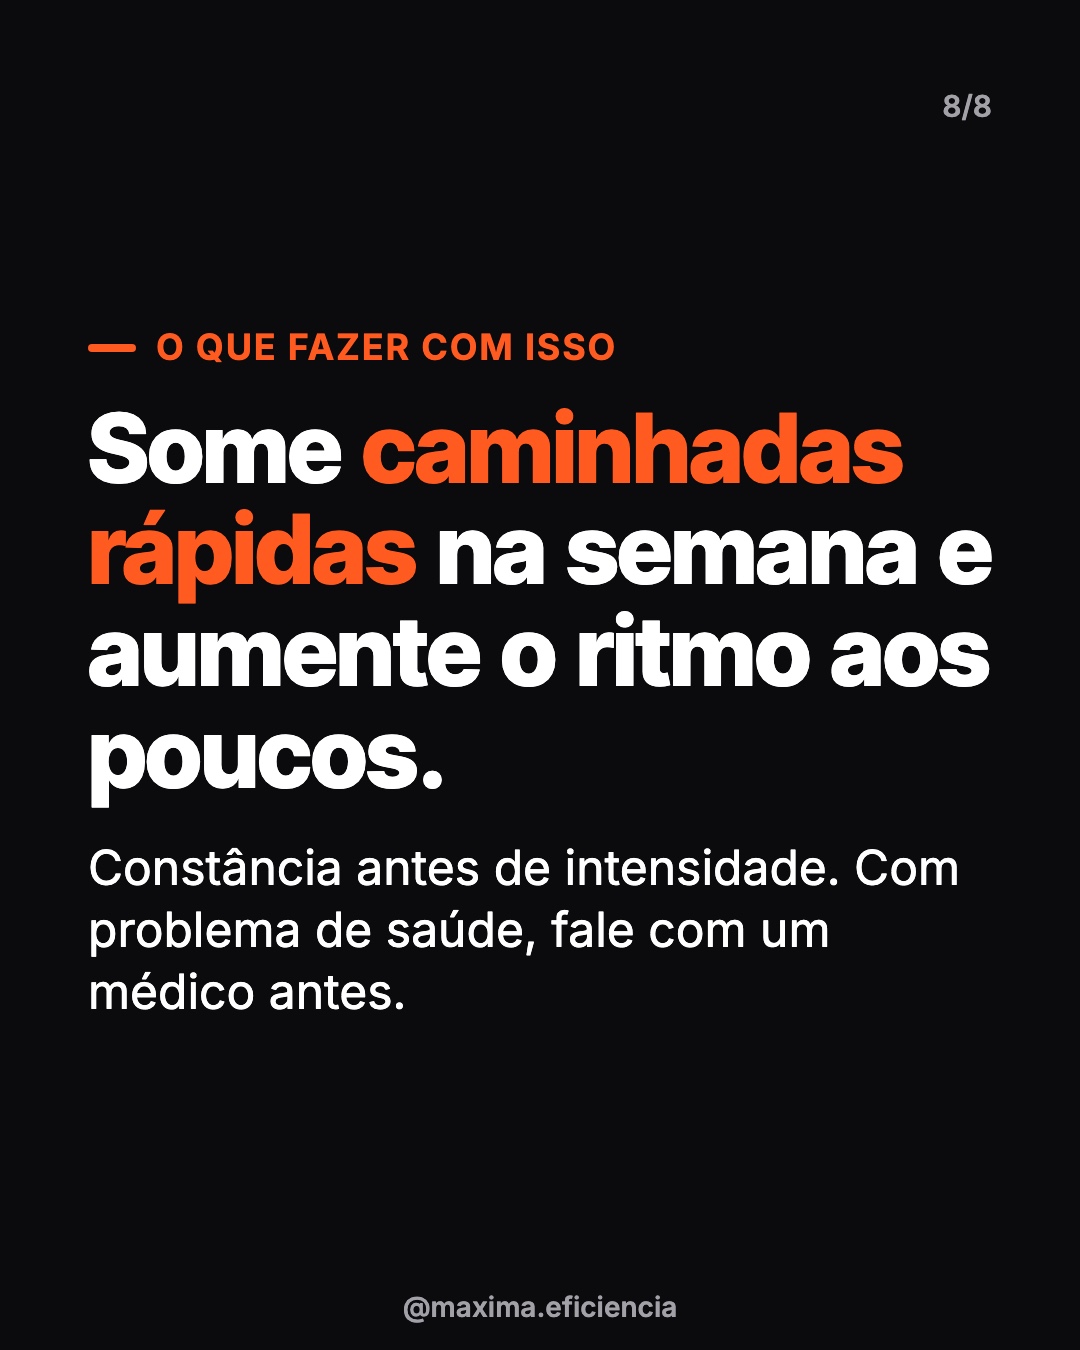 8/8
O QUE FAZER COM ISSO
Some caminhadas
rápidas na semana e
aumente o ritmo aos
poucos.
Constância antes de intensidade. Com
problema de saúde, fale com um
médico antes.
@maxima.eficiencia